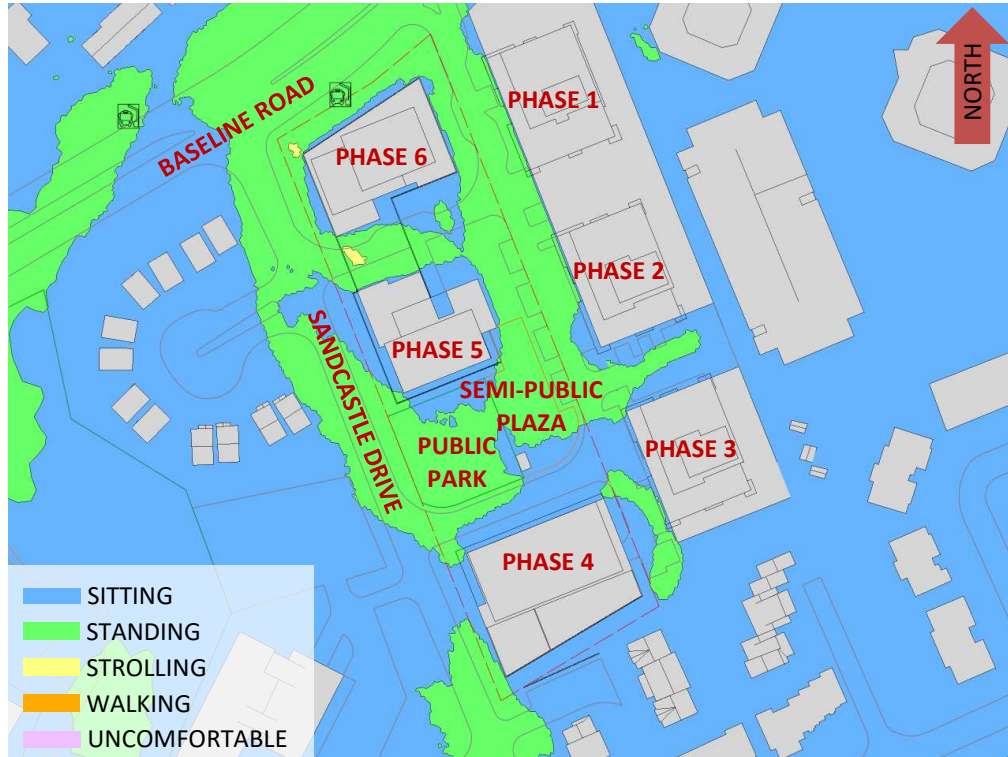 NORTH
PHASE 1
BASELINE ROAD
PHASE 6
PHASE 2
SANDCASTLE DRIVE
PHASE 5
SEMI-PUBLIC
PLAZA
PUBLIC
PARK
PHASE 3
PHASE 4
SITTING
STANDING
STROLLING
WALKING
UNCOMFORTABLE